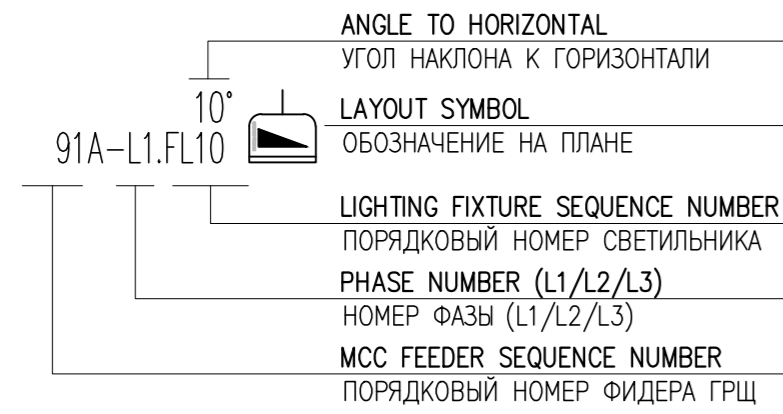 ANGLE TO HORIZONTAL
УГОЛ НАКЛОНА К ГОРИЗОНТАЛИ
10°
91A-L1.FL10
LAYOUT SYMBOL
ОБОЗНАЧЕНИЕ НА ПЛАНЕ
LIGHTING FIXTURE SEQUENCE NUMBER
ПОРЯДКОВЫЙ НОМЕР СВЕТИЛЬНИКА
PHASE NUMBER (L1/L2/L3)
НОМЕР ФАЗЫ (L1/L2/L3)
MCC FEEDER SEQUENCE NUMBER
ПОРЯДКОВЫЙ НОМЕР ФИДЕРА ГРЩ